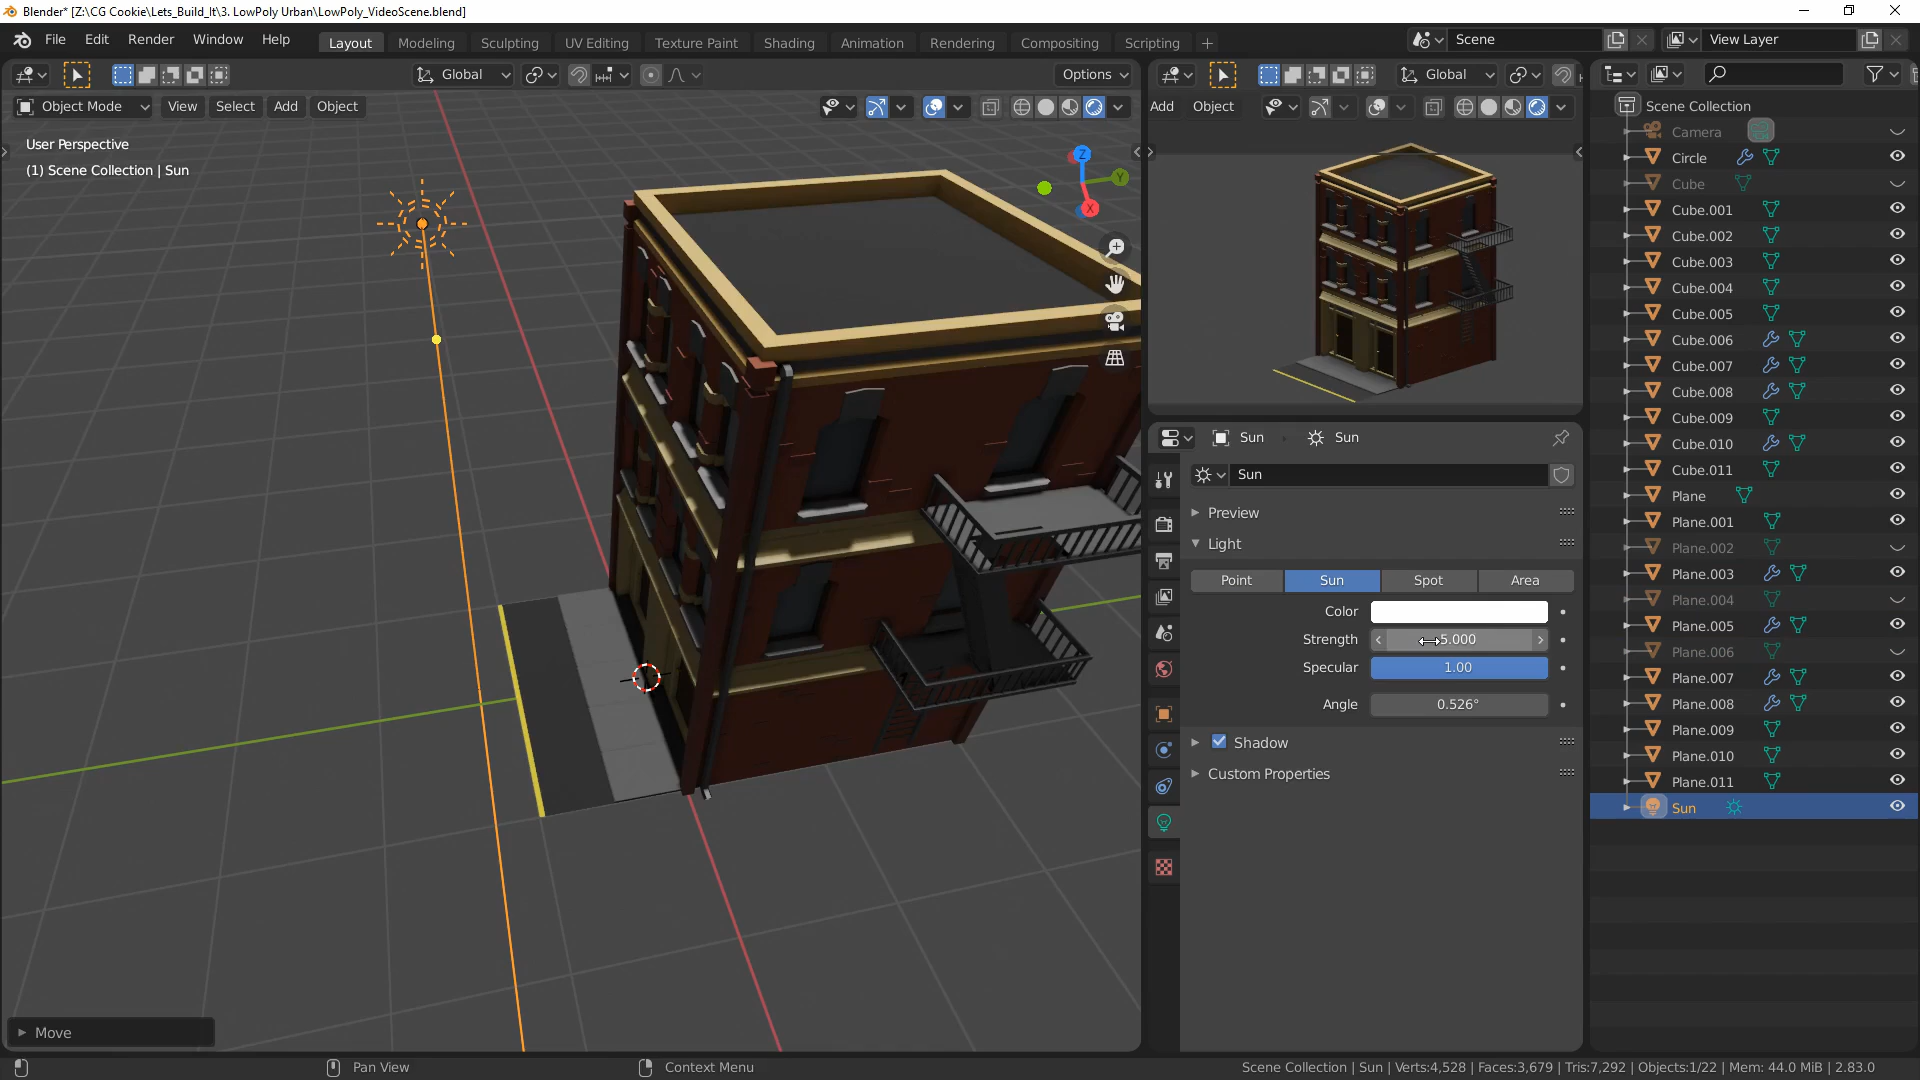 Blender* [Z:\CG Cookie\Lets_Build_It\3. LowPoly Urban\LowPoly_VideoScene.blend]
File Edit Render Window Help Layout Modeling Sculpting UV Editing Texture Paint Shading Animation Rendering Compositing Scripting + Scene View Layer
Global Options Global
Object Mode View Select Add Object Add Object Scene Collection
User Perspective
(1) Scene Collection | Sun
Z
Y
X
Camera
Circle
Cube
Cube.001
Cube.002
Cube.003
Cube.004
Cube.005
Cube.006
Cube.007
Cube.008
Cube.009
Cube.010
Cube.011
Plane
Plane.001
Plane.002
Plane.003
Plane.004
Plane.005
Plane.006
Plane.007
Plane.008
Plane.009
Plane.010
Plane.011
Sun
Sun Sun
Sun
Preview
Light
Point Sun Spot Area
Color
Strength 5.000
Specular 1.00
Angle 0.526°
Shadow
Custom Properties
Move
Pan View Context Menu Scene Collection | Sun | Verts:4,528 | Faces:3,679 | Tris:7,292 | Objects:1/22 | Mem: 44.0 MiB | 2.83.0